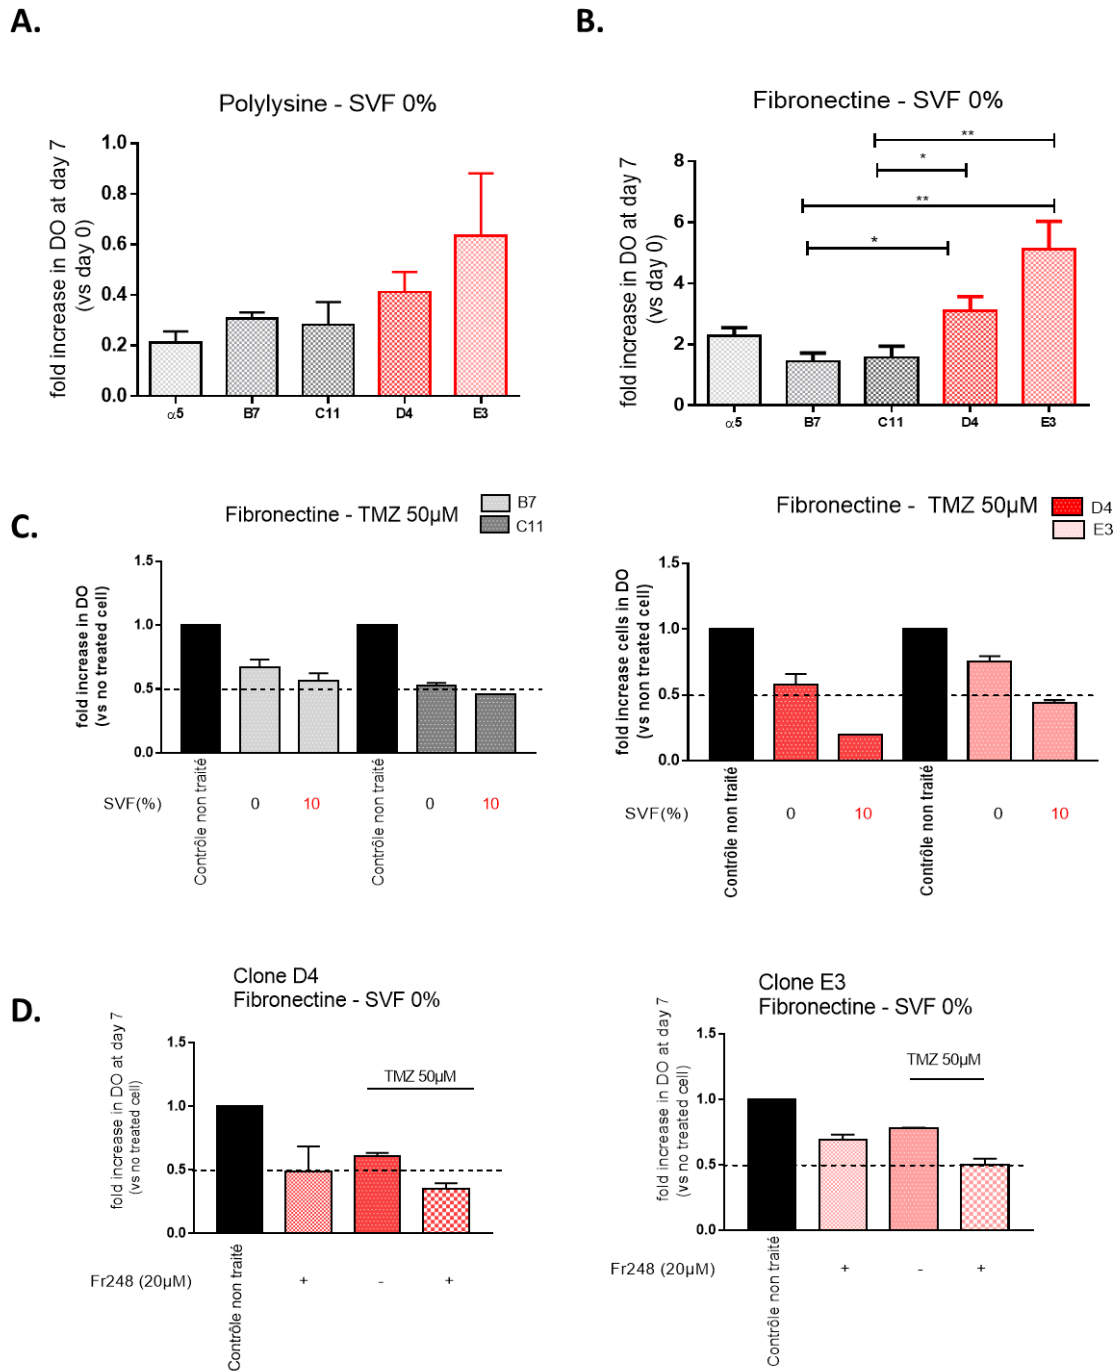 A.
B.
Polylysine - SVF 0%
fold increase in DO at day 7
(vs day 0)
1.0
0.8
0.6
0.4
0.2
0.0
α5 B7 C11 D4 E3
Fibronectine - SVF 0%
**
*
**
*
fold increase in DO at day 7
(vs day 0)
8
6
4
2
0
α5 B7 C11 D4 E3
C.
Fibronectine - TMZ 50µM
B7
C11
fold increase in DO
(vs no treated cell)
1.5
1.0
0.5
0.0
SVF(%)
Contrôle non traité
0
10
Contrôle non traité
0
10
Fibronectine - TMZ 50µM
D4
E3
fold increase cells in DO
(vs non treated cell)
1.5
1.0
0.5
0.0
SVF(%)
Contrôle non traité
0
10
Contrôle non traité
0
10
D.
Clone D4
Fibronectine - SVF 0%
fold increase in DO at day 7
(vs no treated cell)
1.5
1.0
0.5
0.0
TMZ 50µM
Fr248 (20µM)
Contrôle non traité
+ - +
Clone E3
Fibronectine - SVF 0%
fold increase in DO at day 7
(vs no treated cell)
1.5
1.0
0.5
0.0
TMZ 50µM
Fr248 (20µM)
Contrôle non traité
+ - +